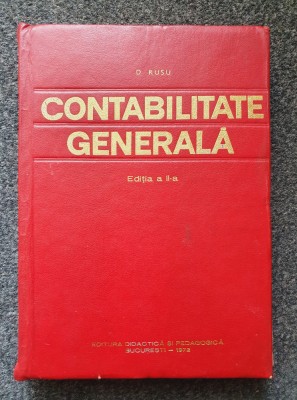 D. RUSU
CONTABILITATE
GENERALĂ
Ediția a II-a
EDITURA DIDACTICĂ ȘI PEDAGOGICĂ
BUCUREȘTI – 1978